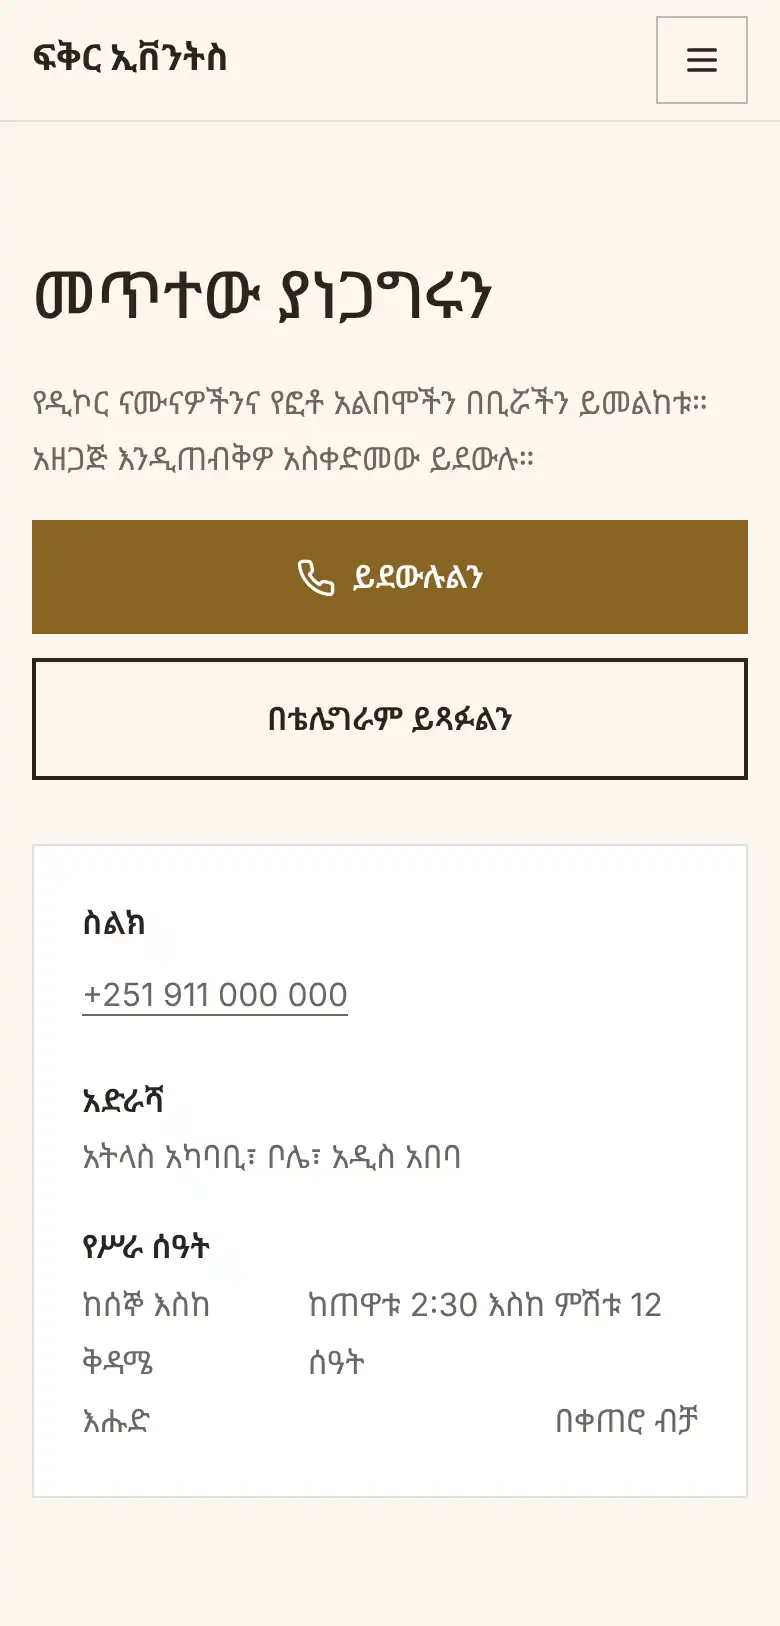 ፍቅር ኢቨንትስ
መጥተው ያነጋግሩን
የዲኮር ናሙናዎችንና የፎቶ አልበሞችን በቢሯችን ይመልከቱ።
አዘጋጅ እንዲጠብቅዎ አስቀድመው ይደውሉ።
ይደውሉልን
በቴሌግራም ይጻፉልን
ስልክ
+251 911 000 000
አድራሻ
አትላስ አካባቢ፣ ቦሌ፣ አዲስ አበባ
የሥራ ሰዓት
ከሰኞ እስከ ከጠዋቱ 2:30 እስከ ምሽቱ 12
ቅዳሜ ሰዓት
እሑድ በቀጠሮ ብቻ